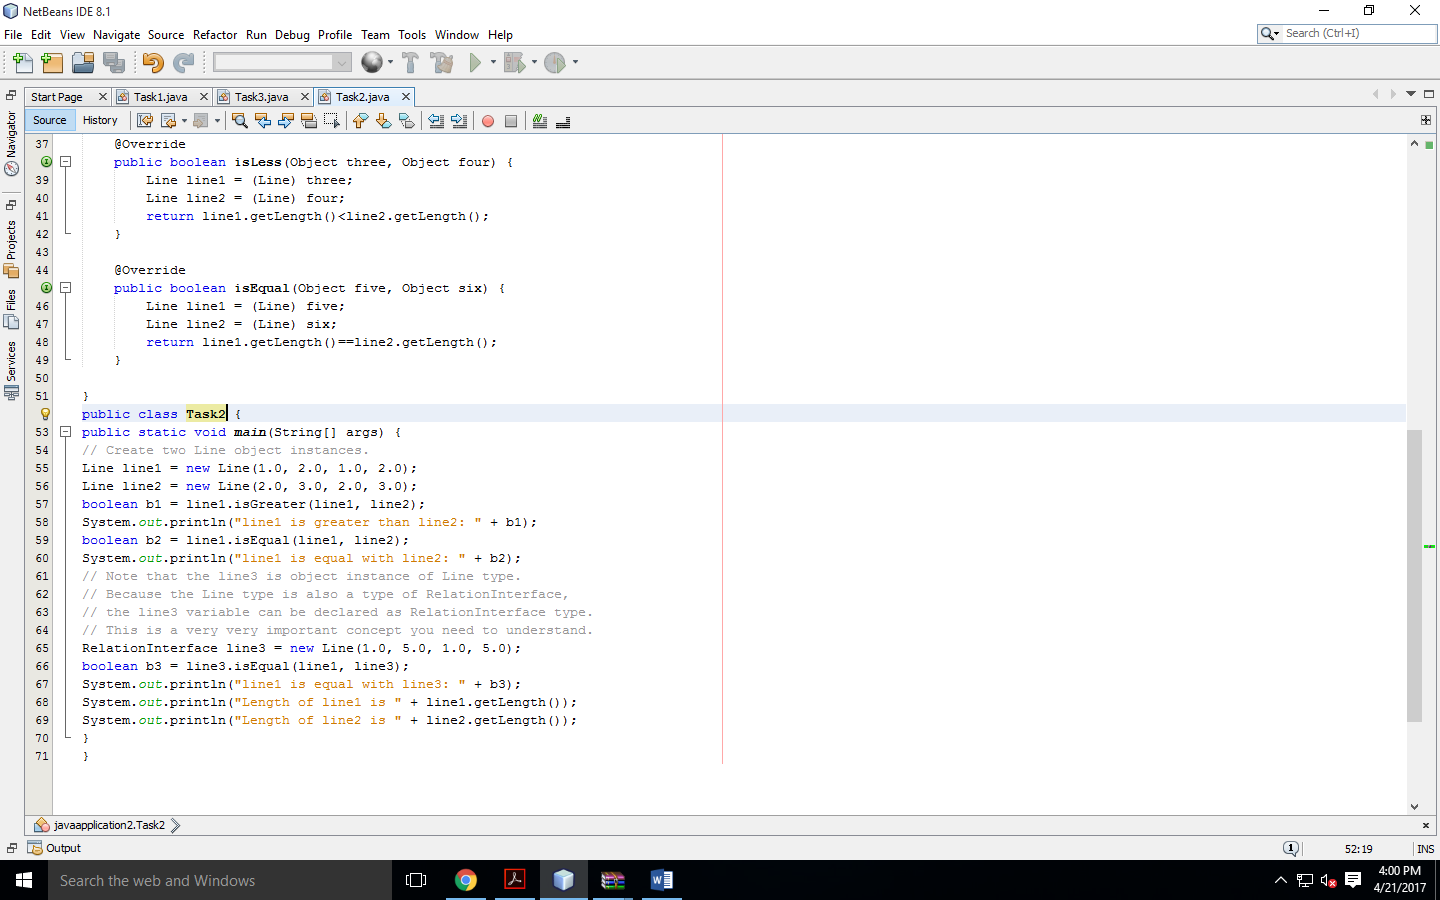 NetBeans IDE 8.1
File Edit View Navigate Source Refactor Run Debug Profile Team Tools Window Help
Search (Ctrl+I)
Start Page
Task1.java
Task3.java
Task2.java
Navigator
Projects
Files
Services
Source History
37 @Override
public boolean isLess(Object three, Object four) {
39 Line line1 = (Line) three;
40 Line line2 = (Line) four;
41 return line1.getLength()<line2.getLength();
42 }
43
44 @Override
public boolean isEqual(Object five, Object six) {
46 Line line1 = (Line) five;
47 Line line2 = (Line) six;
48 return line1.getLength()==line2.getLength();
49 }
50
51 }
public class Task2 {
53 public static void main(String[] args) {
54 // Create two Line object instances.
55 Line line1 = new Line(1.0, 2.0, 1.0, 2.0);
56 Line line2 = new Line(2.0, 3.0, 2.0, 3.0);
57 boolean b1 = line1.isGreater(line1, line2);
58 System.out.println("line1 is greater than line2: " + b1);
59 boolean b2 = line1.isEqual(line1, line2);
60 System.out.println("line1 is equal with line2: " + b2);
61 // Note that the line3 is object instance of Line type.
62 // Because the Line type is also a type of RelationInterface,
63 // the line3 variable can be declared as RelationInterface type.
64 // This is a very very important concept you need to understand.
65 RelationInterface line3 = new Line(1.0, 5.0, 1.0, 5.0);
66 boolean b3 = line3.isEqual(line1, line3);
67 System.out.println("line1 is equal with line3: " + b3);
68 System.out.println("Length of line1 is " + line1.getLength());
69 System.out.println("Length of line2 is " + line2.getLength());
70 }
71 }
javaapplication2.Task2
Output
1
52:19
INS
Search the web and Windows
4:00 PM
4/21/2017